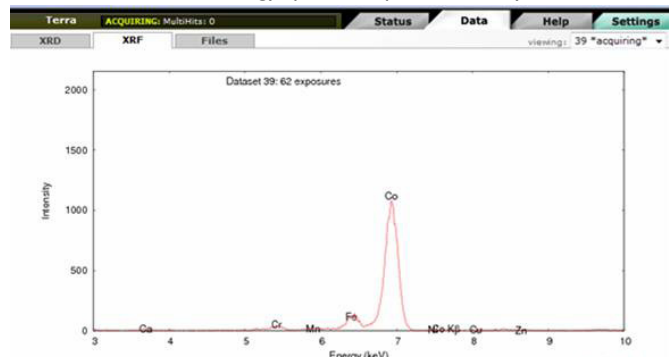 Terra ACQUIRING: MultiHits: 0 Status Data Help Settings
XRD XRF Files viewing: 39 *acquiring*
Dataset 39: 62 exposures
2000
1500
Intensity
1000
500
0
Co
Ca Cr Mn Fe Ni Co Kβ Cu Zn
3 4 5 6 7 8 9 10
Energy (keV)